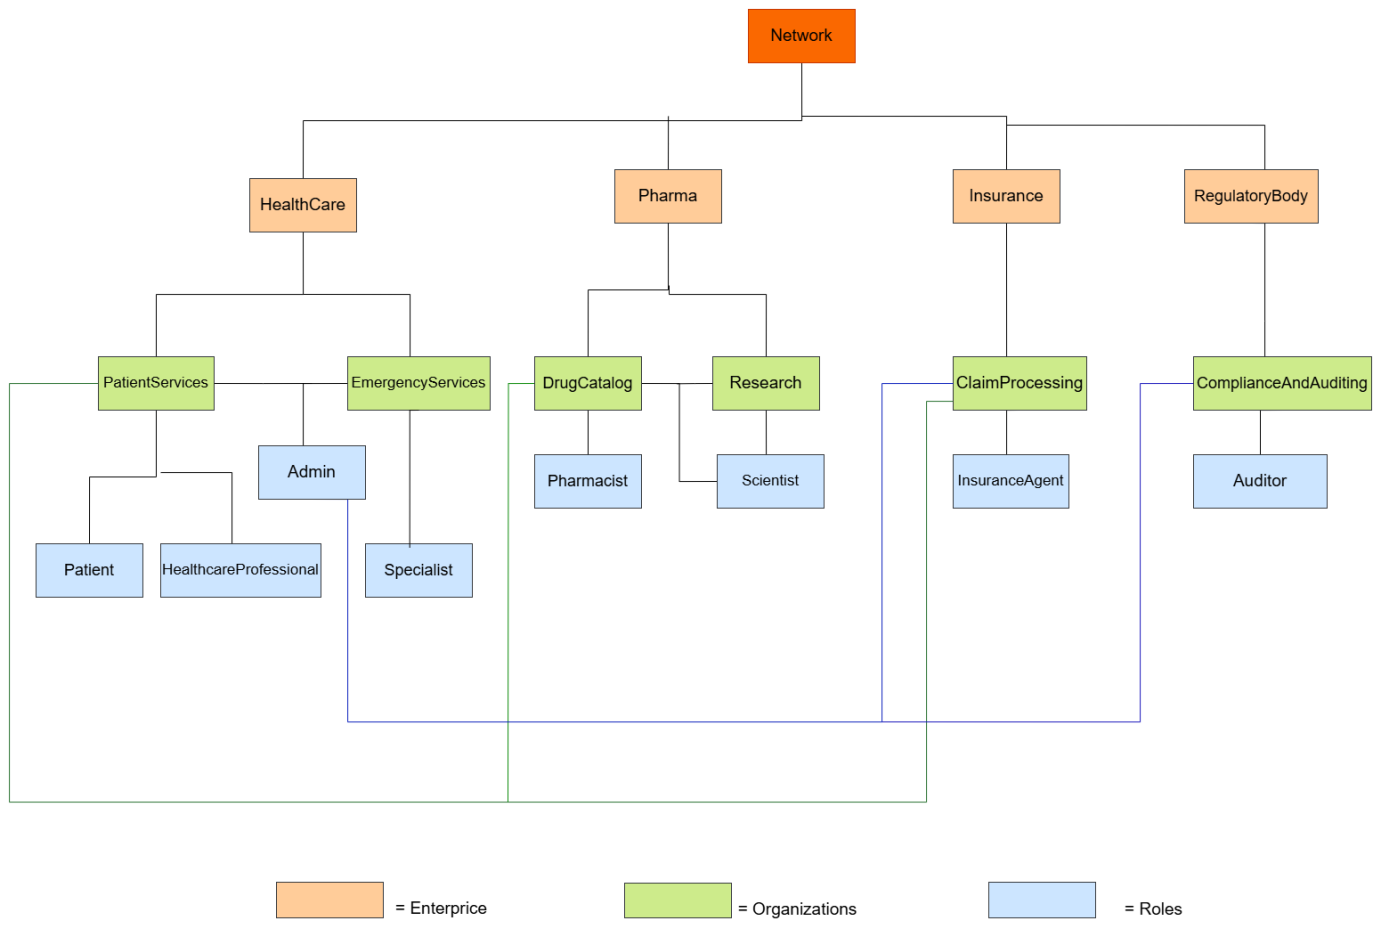 Network
HealthCare
Pharma
Insurance
RegulatoryBody
PatientServices
EmergencyServices
DrugCatalog
Research
ClaimProcessing
ComplianceAndAuditing
Admin
Pharmacist
Scientist
InsuranceAgent
Auditor
Patient
HealthcareProfessional
Specialist
= Enterprice
= Organizations
= Roles